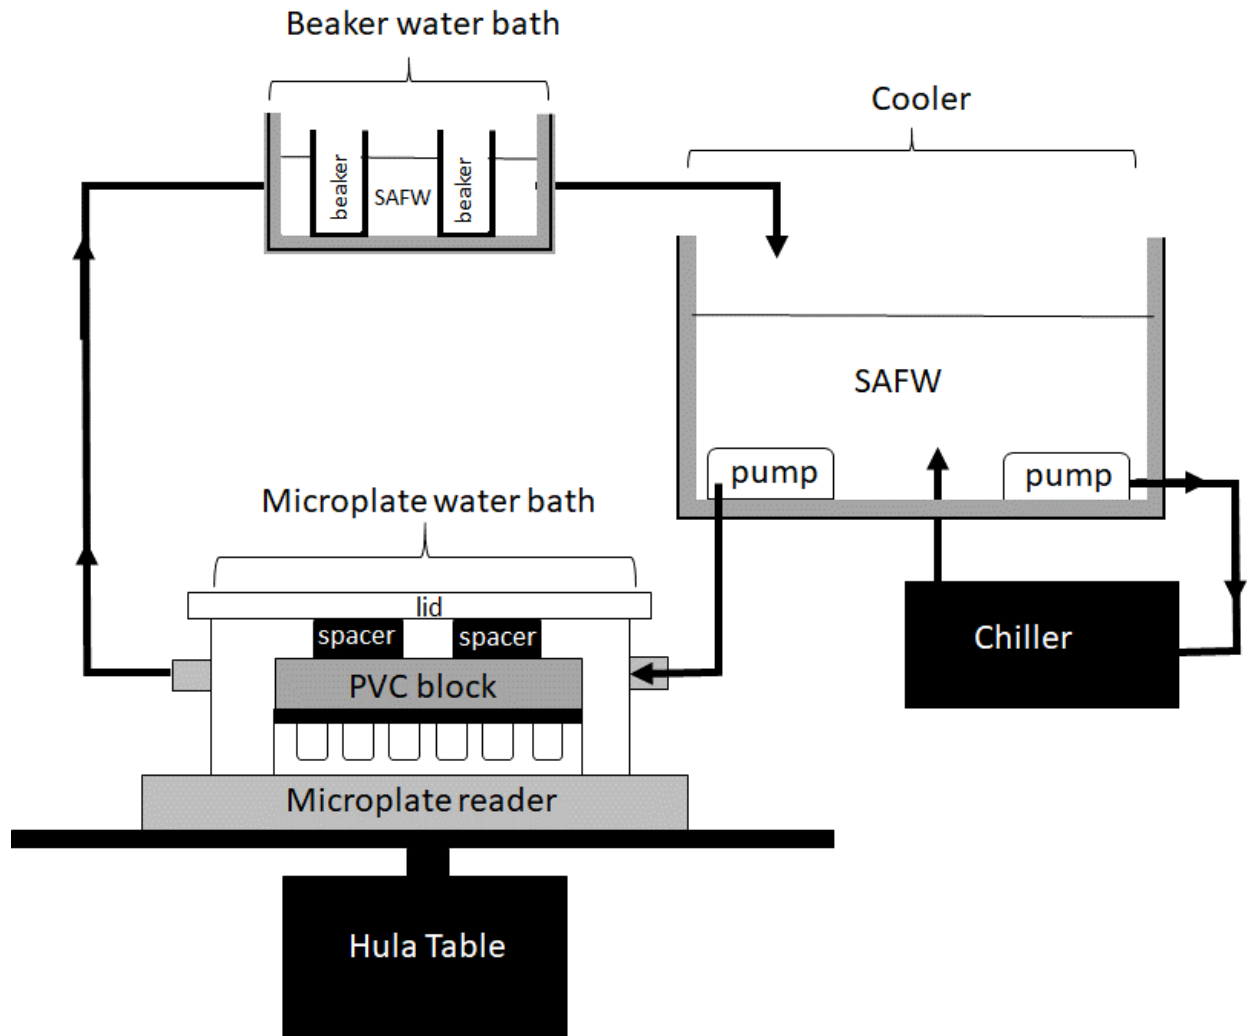 Beaker water bath
Cooler
beaker
SAFW
beaker
SAFW
pump
pump
Microplate water bath
lid
spacer
spacer
Chiller
PVC block
Microplate reader
Hula Table